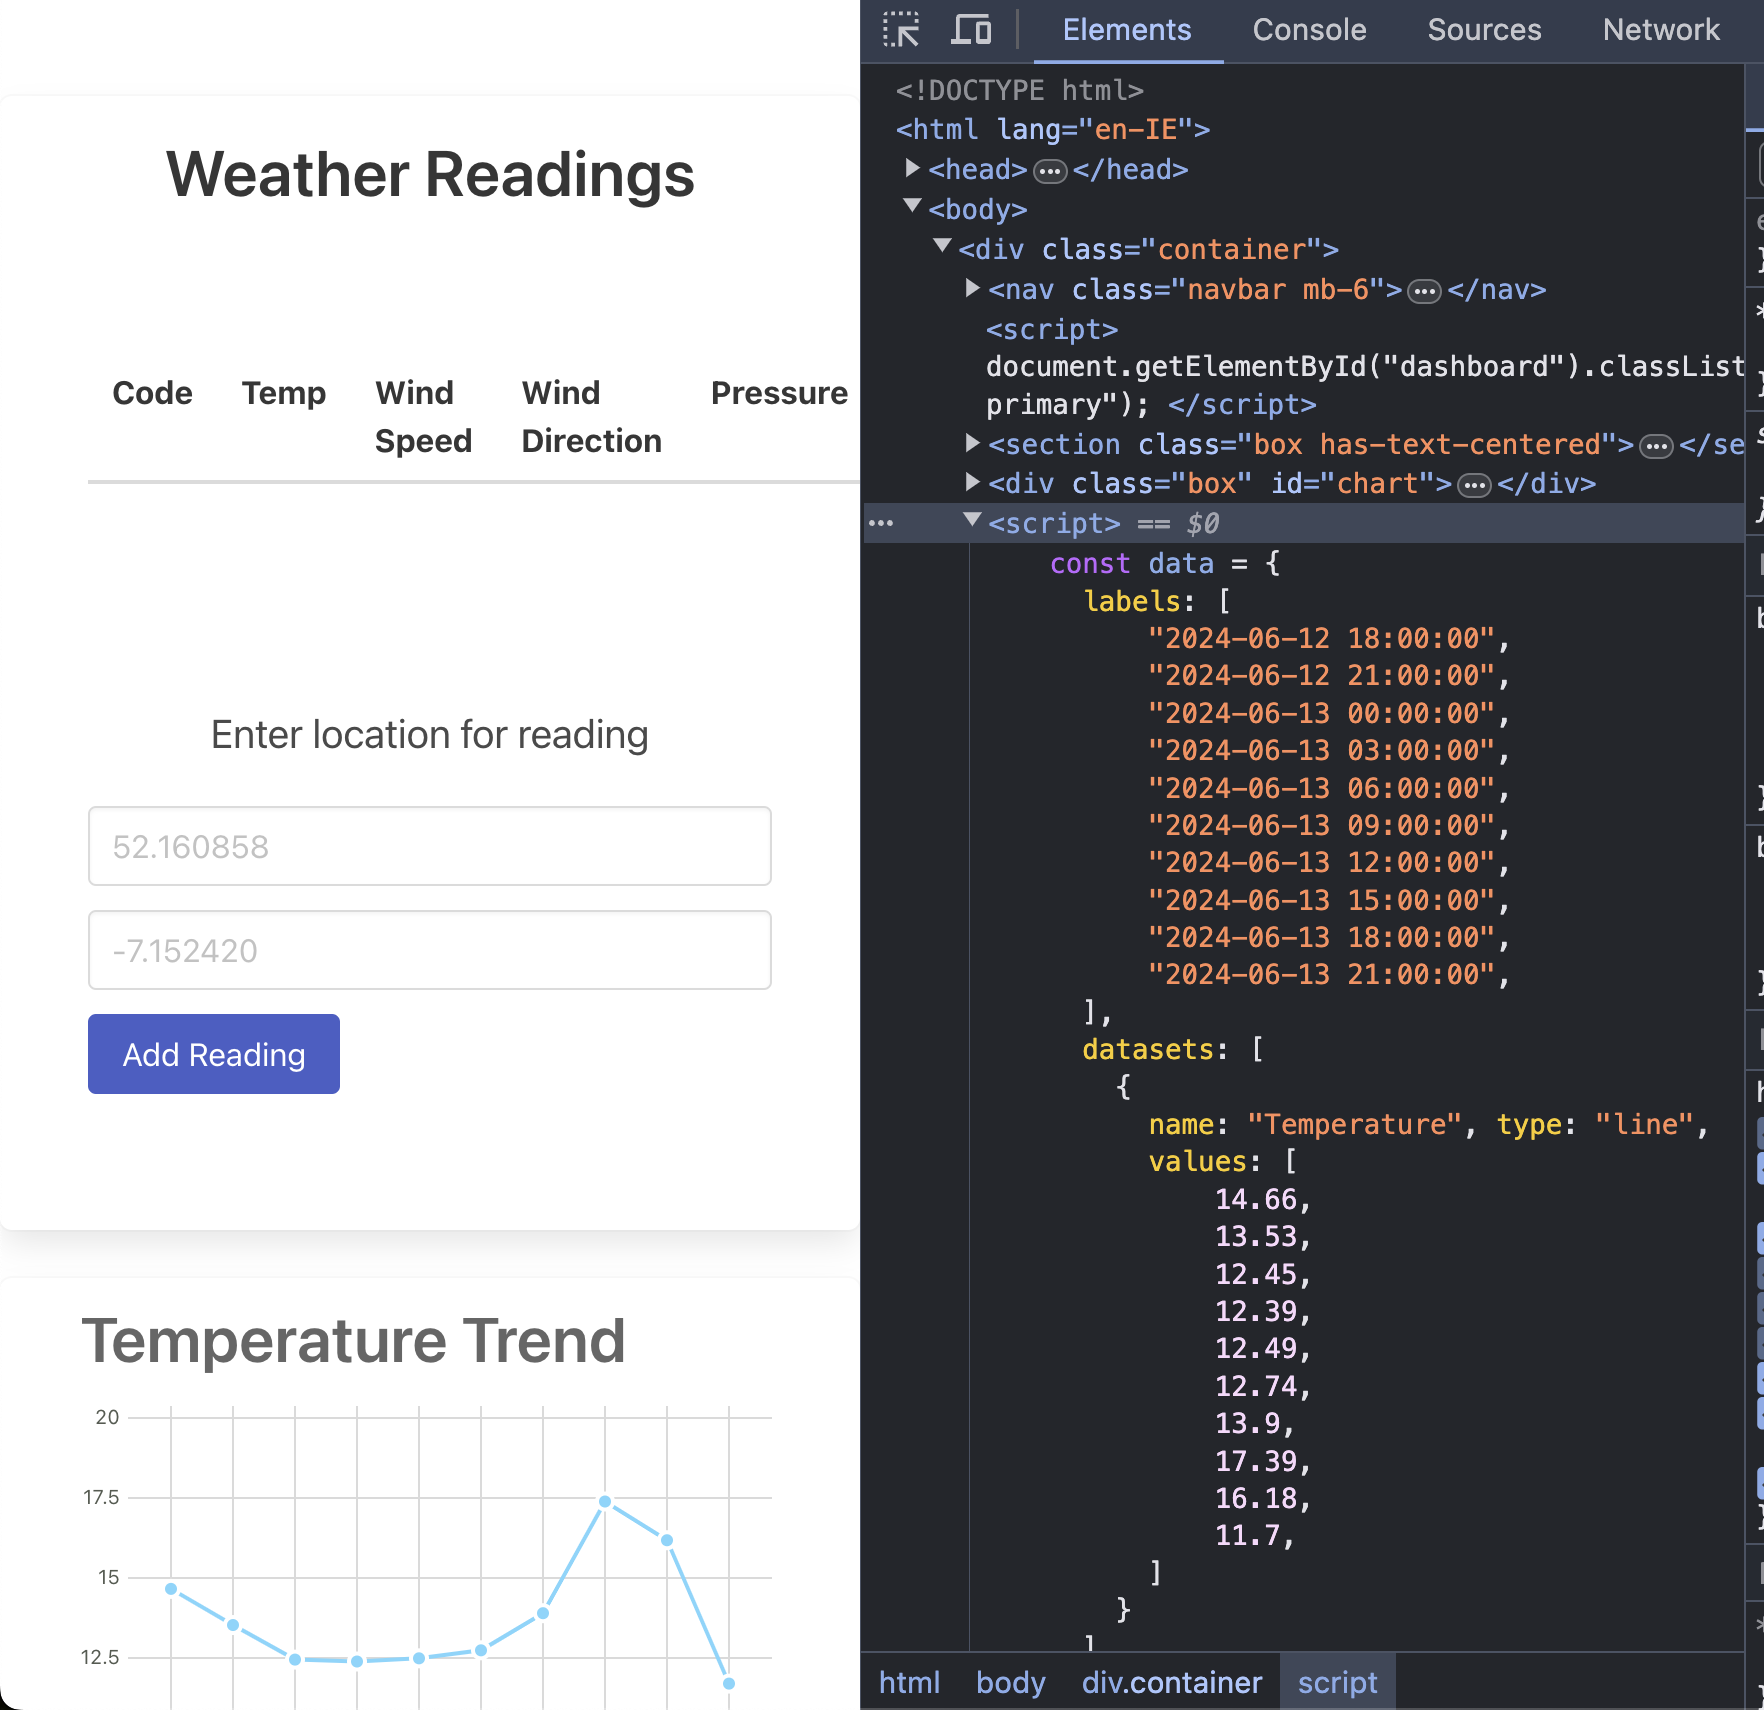 Weather Readings
Code Temp Wind Speed Wind Direction Pressure
Enter location for reading
52.160858
-7.152420
Add Reading
Temperature Trend
20
17.5
15
12.5
Elements Console Sources Network
<!DOCTYPE html>
<html lang="en-IE">
<head>…</head>
<body>
<div class="container">
<nav class="navbar mb-6">…</nav>
<script>
document.getElementById("dashboard").classList
primary"); </script>
<section class="box has-text-centered">…</se
<div class="box" id="chart">…</div>
<script> == $0
const data = {
labels: [
"2024-06-12 18:00:00",
"2024-06-12 21:00:00",
"2024-06-13 00:00:00",
"2024-06-13 03:00:00",
"2024-06-13 06:00:00",
"2024-06-13 09:00:00",
"2024-06-13 12:00:00",
"2024-06-13 15:00:00",
"2024-06-13 18:00:00",
"2024-06-13 21:00:00",
],
datasets: [
{
name: "Temperature", type: "line",
values: [
14.66,
13.53,
12.45,
12.39,
12.49,
12.74,
13.9,
17.39,
16.18,
11.7,
]
}
]
html body div.container script